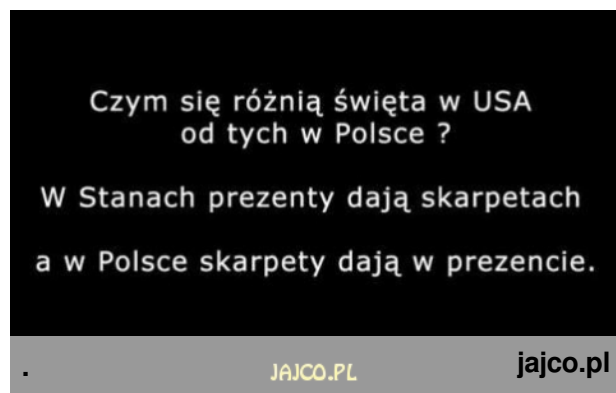 Czym się różnią święta w USA
od tych w Polsce ?
W Stanach prezenty dają skarpetach
a w Polsce skarpety dają w prezencie.
. JAJCO.PL jajco.pl